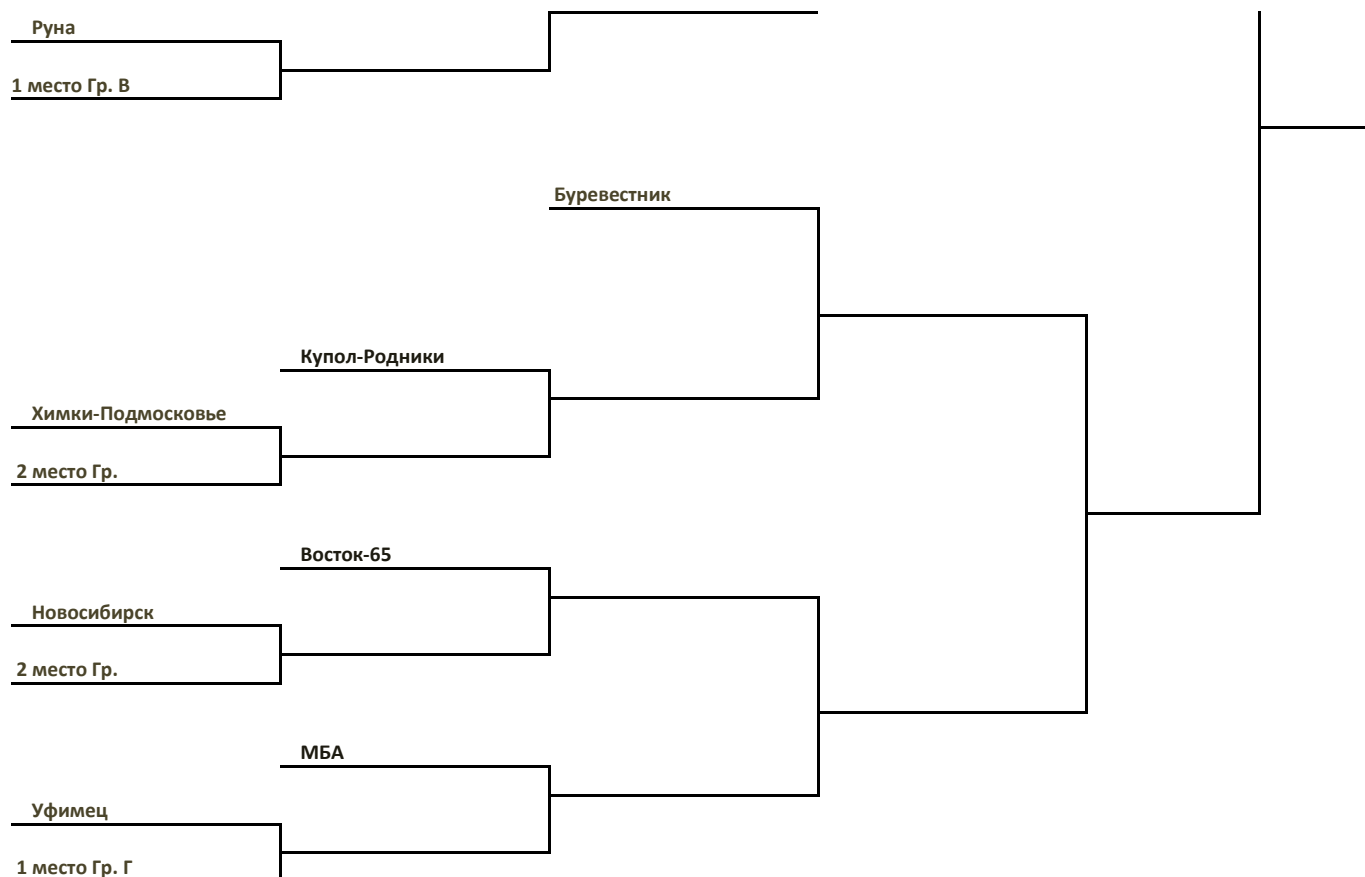 Руна
1 место Гр. В
Буревестник
Купол-Родники
Химки-Подмосковье
2 место Гр.
Восток-65
Новосибирск
2 место Гр.
МБА
Уфимец
1 место Гр. Г